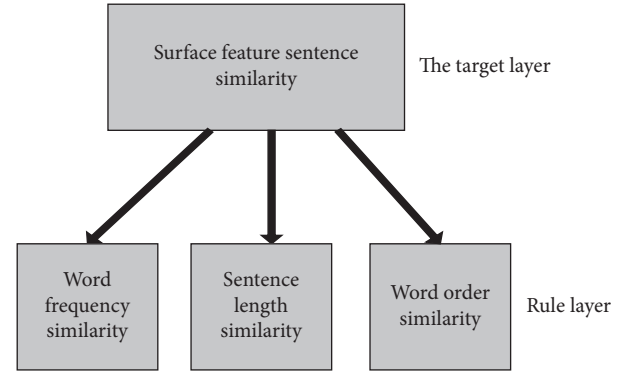 Surface feature sentence
similarity
The target layer
Word
frequency
similarity
Sentence
length
similarity
Word order
similarity
Rule layer